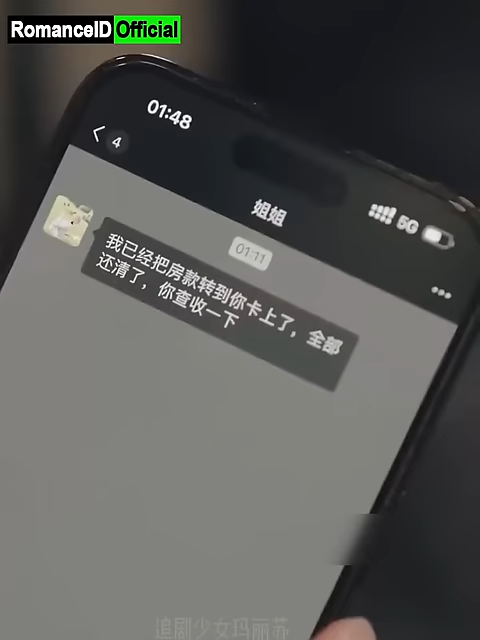 RomanceID Official
01:48
4
5G
姐姐
01:11
我已经把房款转到你卡上了，全部
还清了，你查收一下
追剧少女玛丽苏